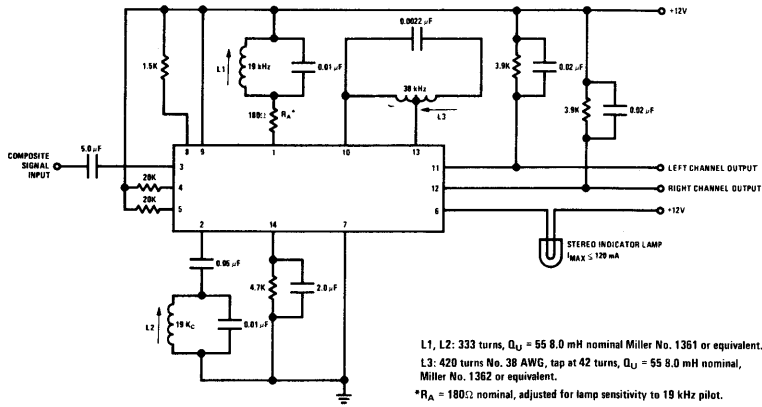 +12V
0.0022 μF
1.5K
L1
19 kHz
0.01 μF
38 kHz
3.9K
0.02 μF
3.9K
0.02 μF
180Ω
RA*
L3
5.0 μF
8
9
1
10
13
COMPOSITE
SIGNAL
INPUT
3
11
LEFT CHANNEL OUTPUT
20K
4
12
RIGHT CHANNEL OUTPUT
20K
5
6
+12V
2
14
7
STEREO INDICATOR LAMP
IMAX ≤ 120 mA
0.05 μF
4.7K
2.0 μF
L2
19 KC
0.01 μF
L1, L2: 333 turns, QU = 55 8.0 mH nominal Miller No. 1361 or equivalent.
L3: 420 turns No. 38 AWG, tap at 42 turns, QU = 55 8.0 mH nominal,
Miller No. 1362 or equivalent.
*RA = 180Ω nominal, adjusted for lamp sensitivity to 19 kHz pilot.